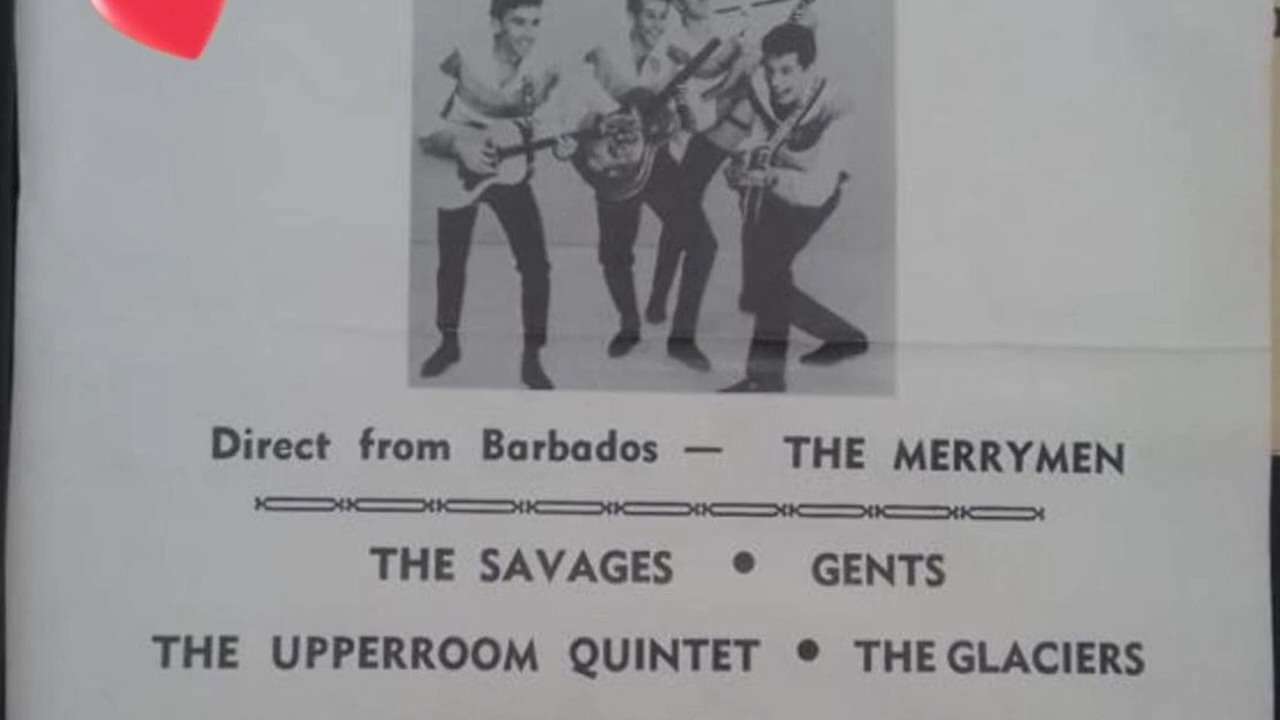 Direct from Barbados — THE MERRYMEN
THE SAVAGES • GENTS
THE UPPERROOM QUINTET • THE GLACIERS